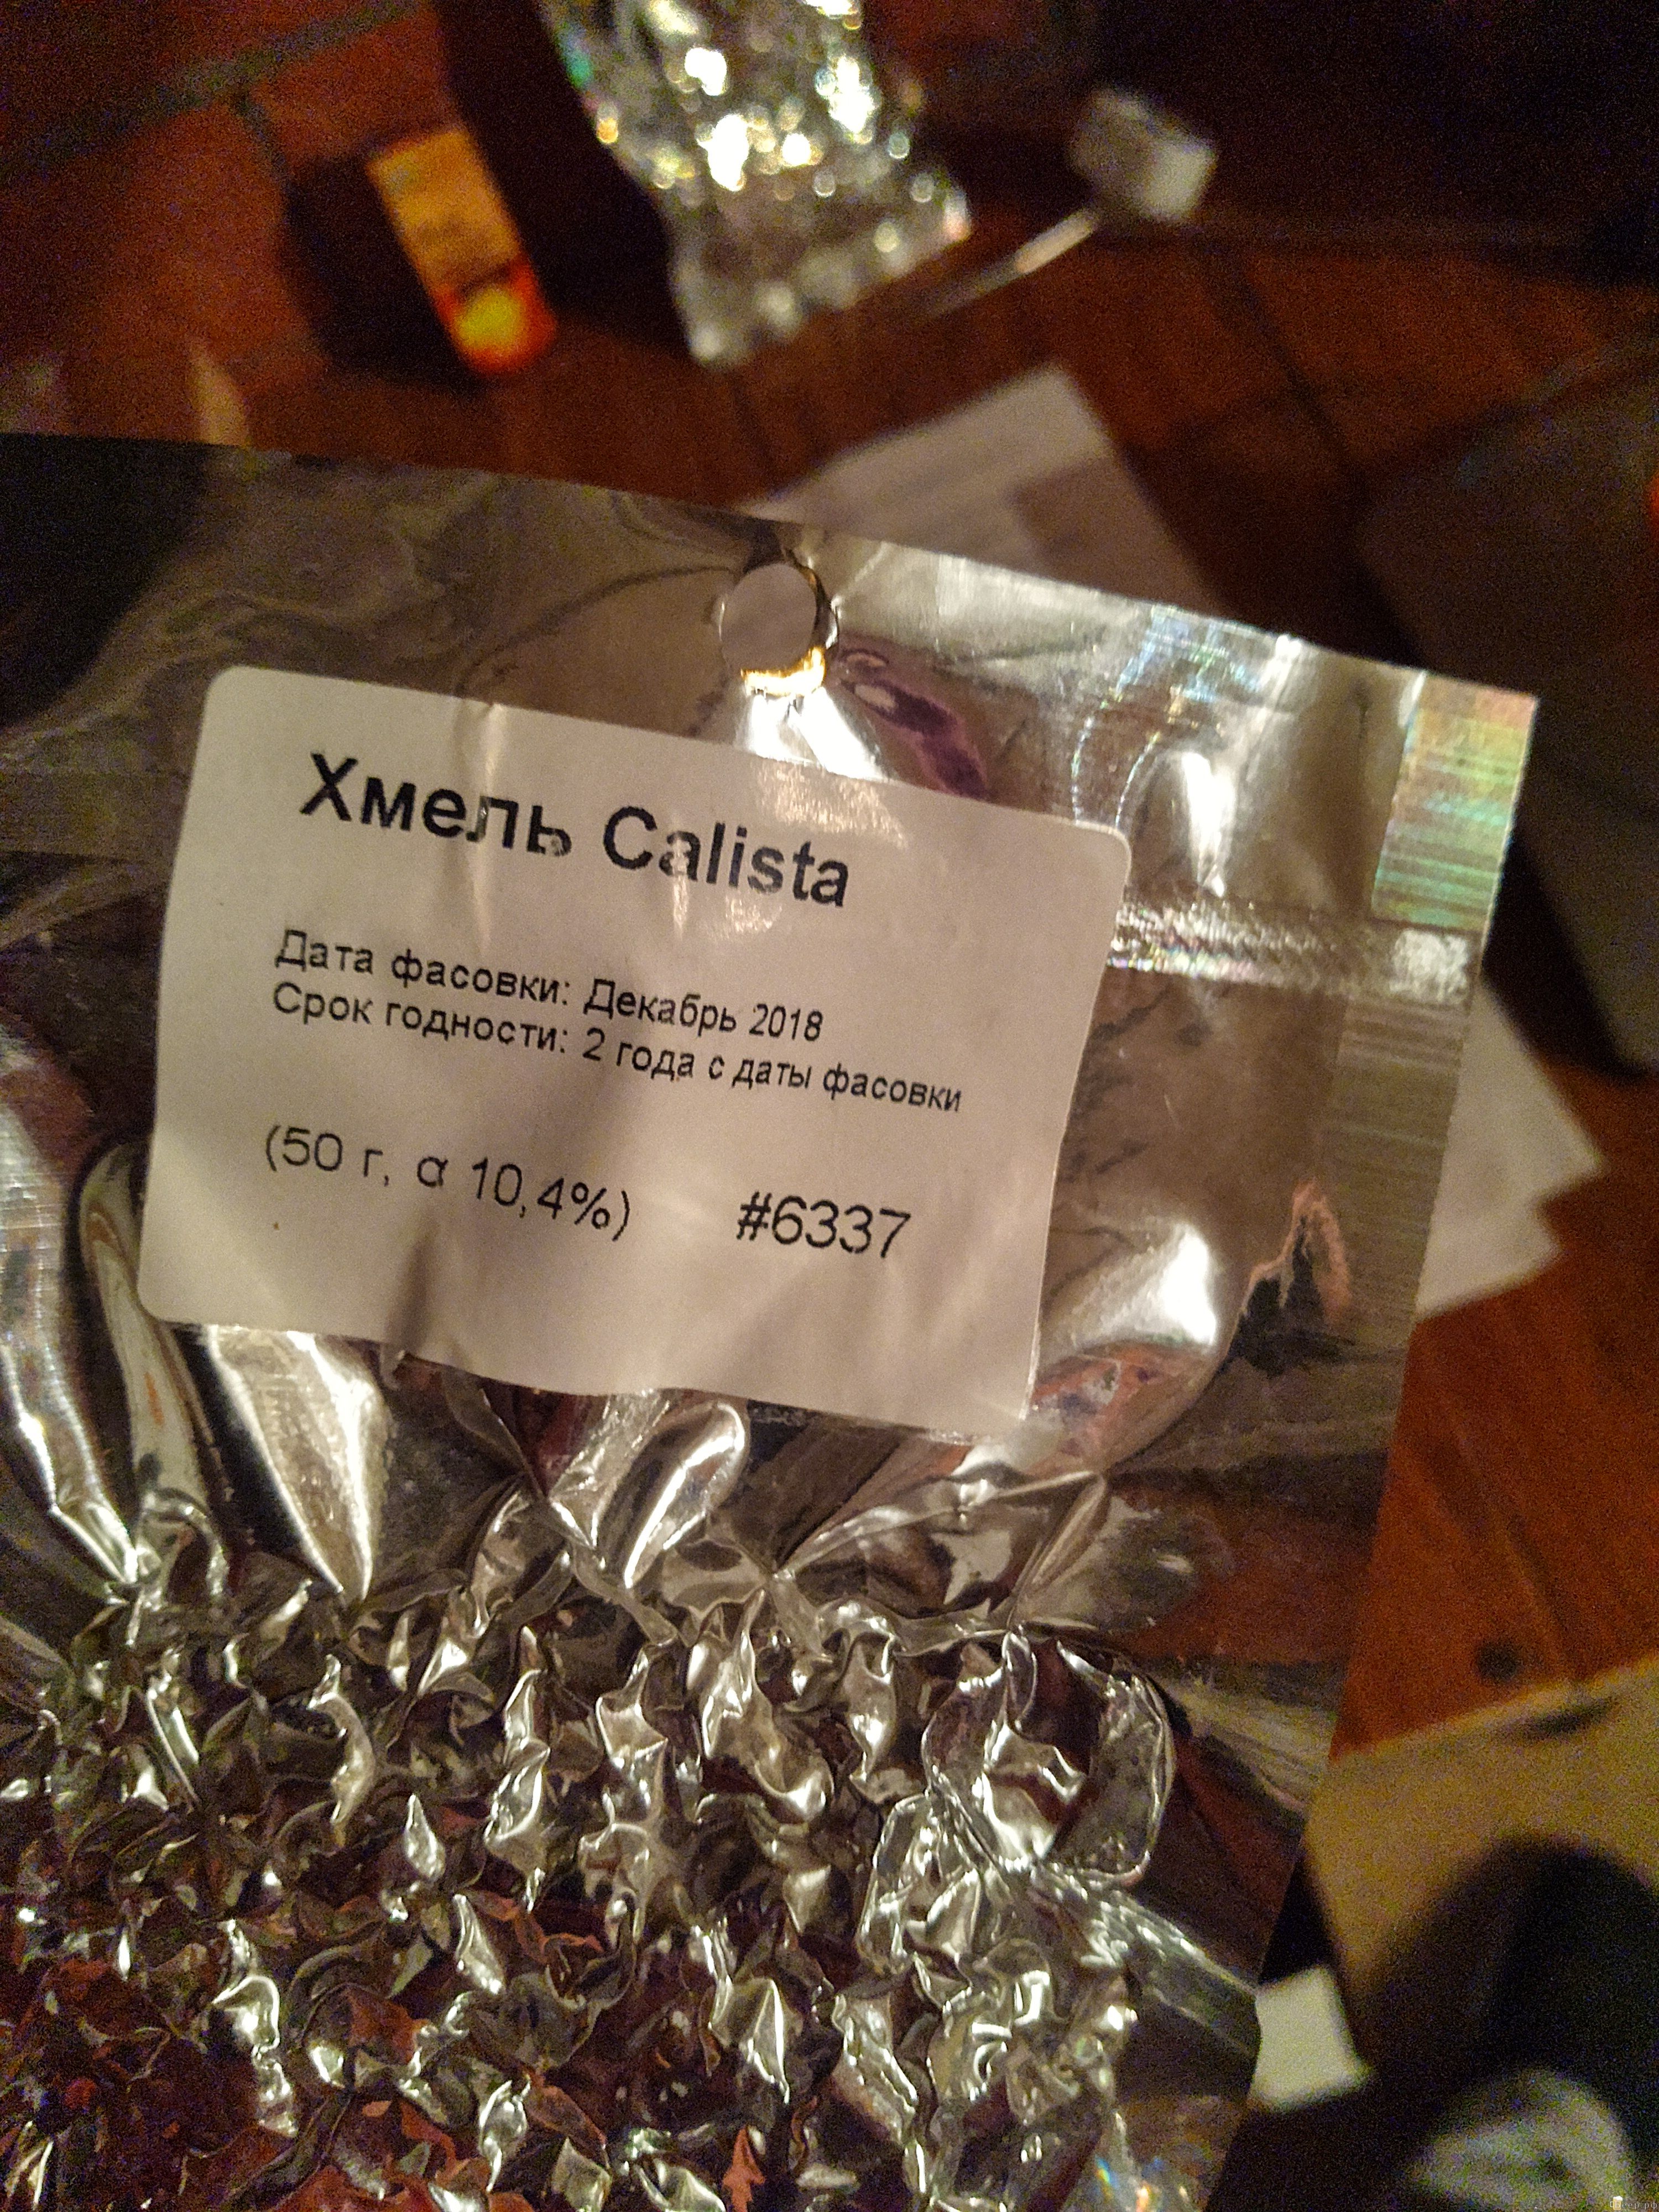 Хмель Calista
Дата фасовки: Декабрь 2018
Срок годности: 2 года с даты фасовки
(50 г, α 10,4%) #6337